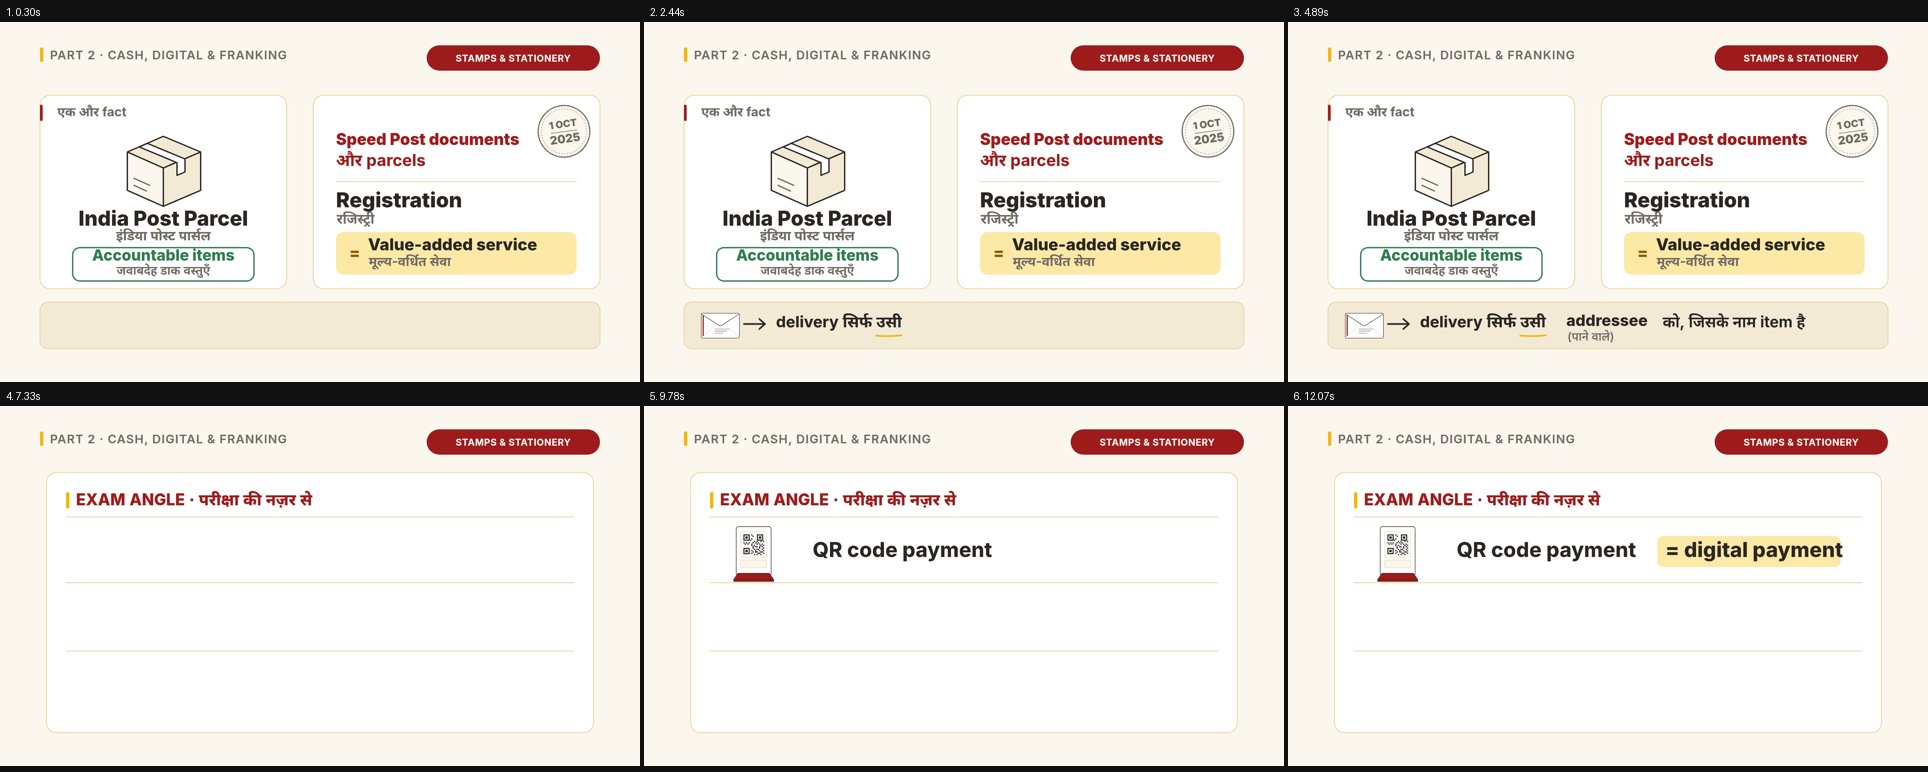 1. 0.30s
PART 2 · CASH, DIGITAL & FRANKING
STAMPS & STATIONERY
एक और fact
India Post Parcel
इंडिया पोस्ट पार्सल
Accountable items
जवाबदेह डाक वस्तुएँ
1 OCT
2025
Speed Post documents
और parcels
Registration
रजिस्ट्री
= Value-added service
मूल्य-वर्धित सेवा
2. 2.44s
PART 2 · CASH, DIGITAL & FRANKING
STAMPS & STATIONERY
एक और fact
India Post Parcel
इंडिया पोस्ट पार्सल
Accountable items
जवाबदेह डाक वस्तुएँ
1 OCT
2025
Speed Post documents
और parcels
Registration
रजिस्ट्री
= Value-added service
मूल्य-वर्धित सेवा
→ delivery सिर्फ उसी
3. 4.89s
PART 2 · CASH, DIGITAL & FRANKING
STAMPS & STATIONERY
एक और fact
India Post Parcel
इंडिया पोस्ट पार्सल
Accountable items
जवाबदेह डाक वस्तुएँ
1 OCT
2025
Speed Post documents
और parcels
Registration
रजिस्ट्री
= Value-added service
मूल्य-वर्धित सेवा
→ delivery सिर्फ उसी addressee को, जिसके नाम item है
(पाने वाले)
4. 7.33s
PART 2 · CASH, DIGITAL & FRANKING
STAMPS & STATIONERY
EXAM ANGLE · परीक्षा की नज़र से
5. 9.78s
PART 2 · CASH, DIGITAL & FRANKING
STAMPS & STATIONERY
EXAM ANGLE · परीक्षा की नज़र से
QR code payment
6. 12.07s
PART 2 · CASH, DIGITAL & FRANKING
STAMPS & STATIONERY
EXAM ANGLE · परीक्षा की नज़र से
QR code payment = digital payment